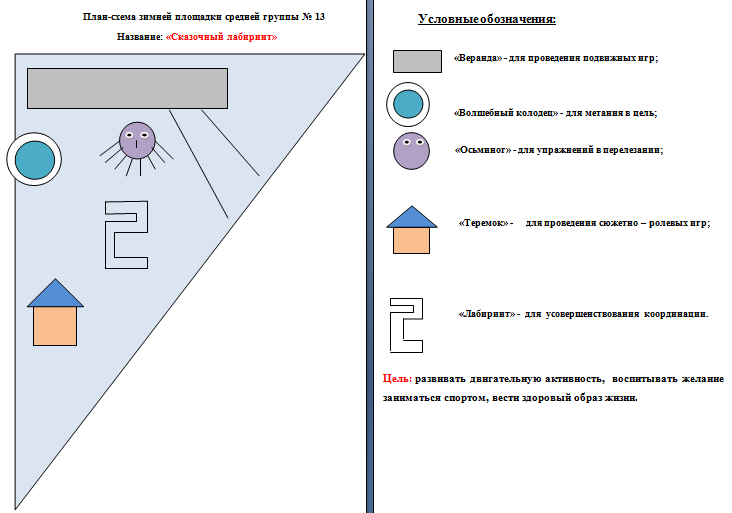 План-схема зимней площадки средней группы № 13
Название: «Сказочный лабиринт»
Условные обозначения:
«Веранда» - для проведения подвижных игр;
«Волшебный колодец» - для метания в цель;
«Осьминог» - для упражнений в перелезании;
«Теремок» - для проведения сюжетно – ролевых игр;
«Лабиринт» - для усовершенствования координации.
Цель: развивать двигательную активность, воспитывать желание
заниматься спортом, вести здоровый образ жизни.